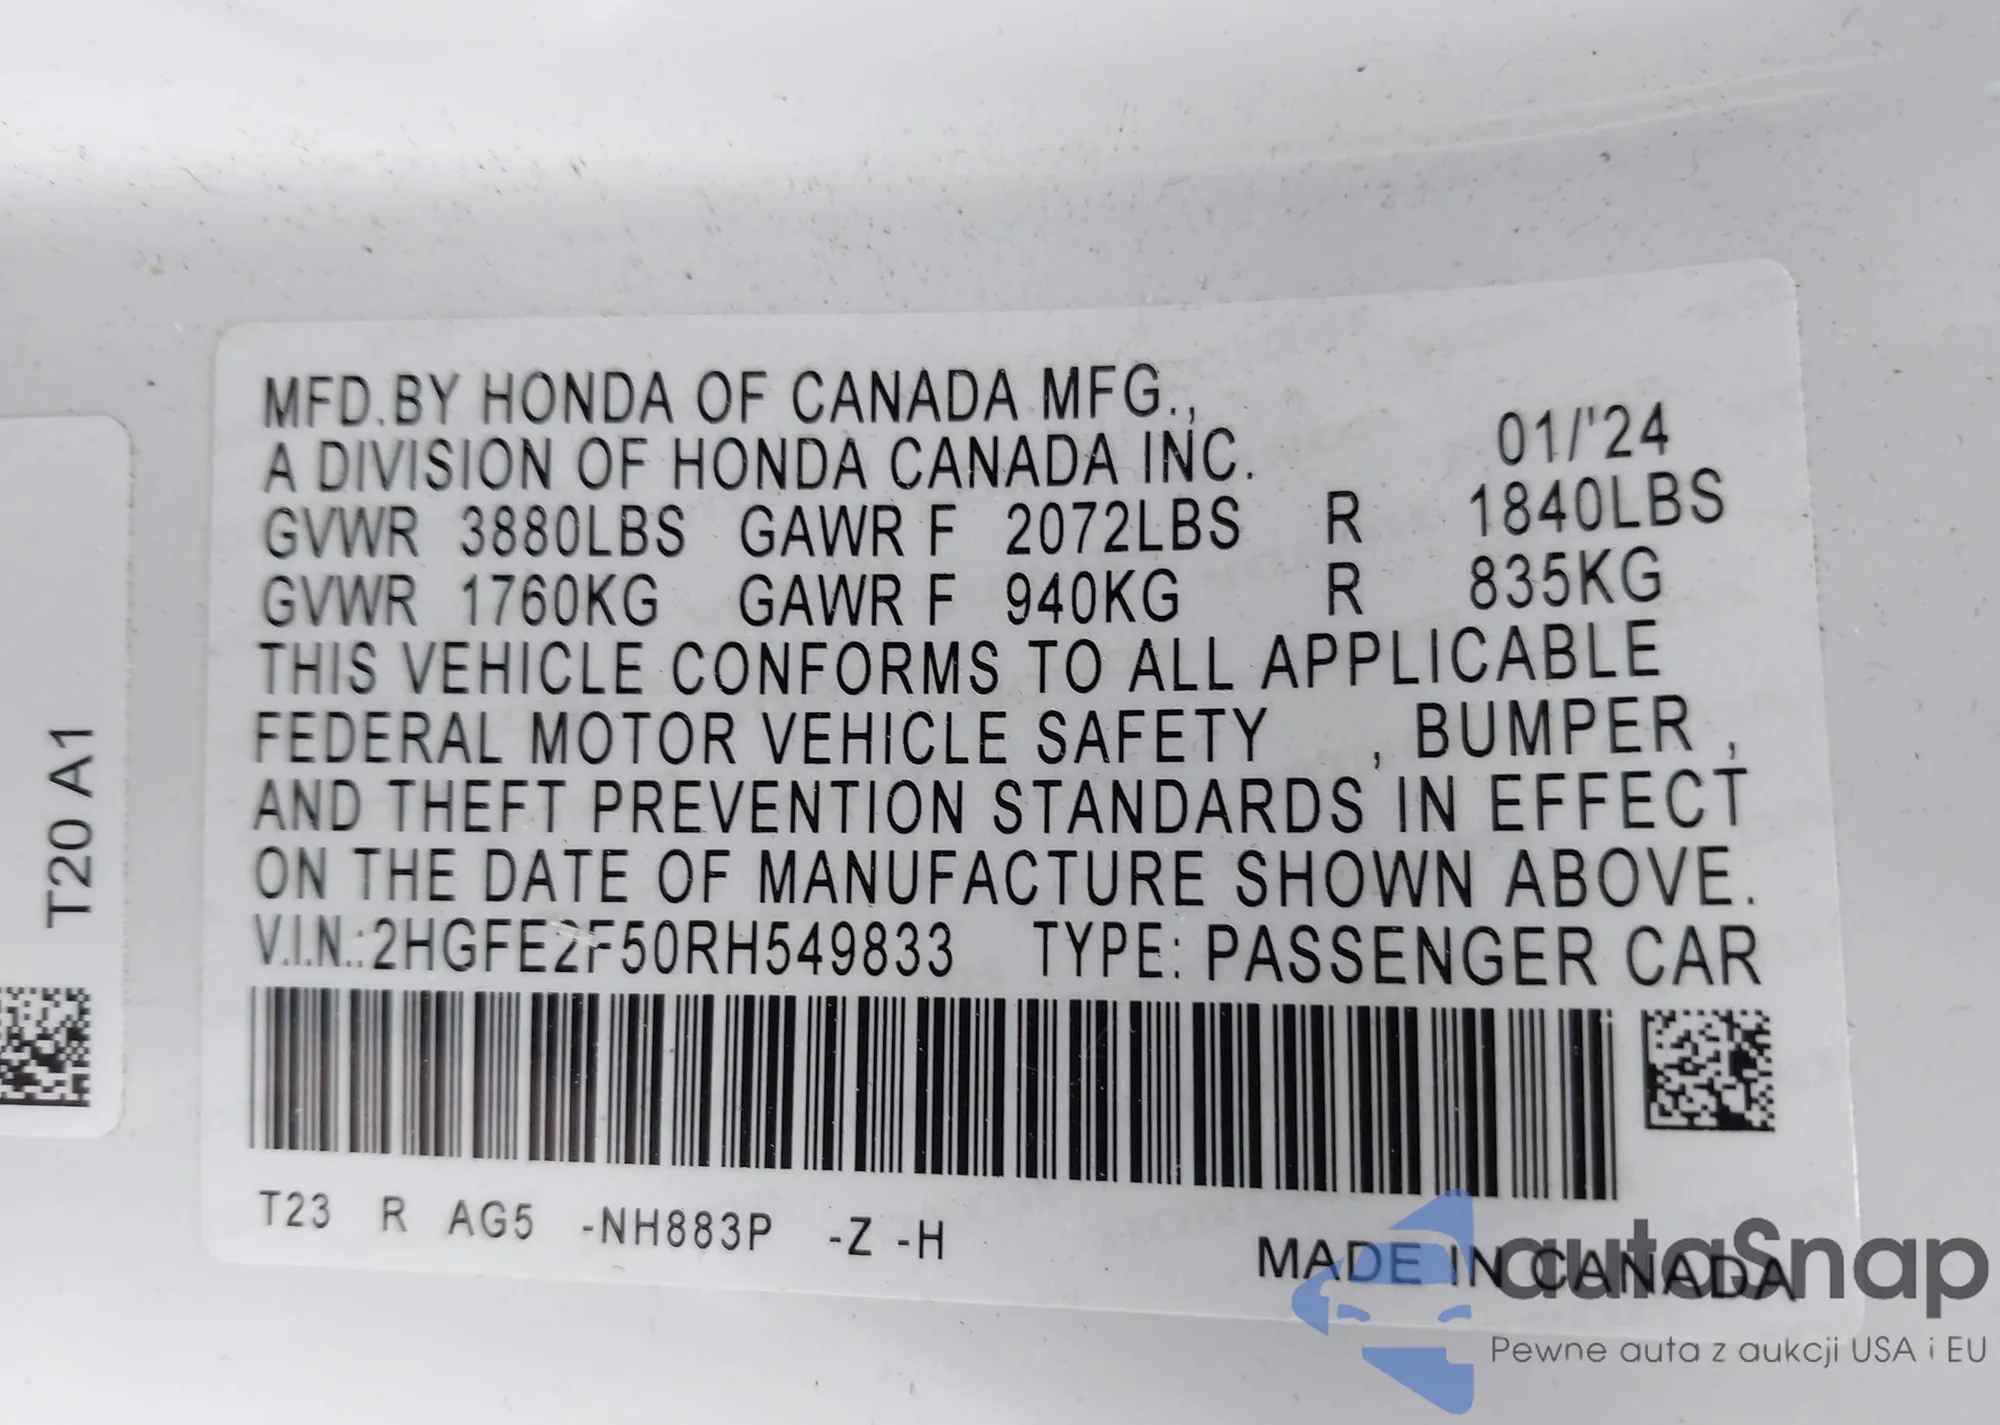 MFD.BY HONDA OF CANADA MFG.,
A DIVISION OF HONDA CANADA INC. 01/'24
GVWR 3880LBS GAWR F 2072LBS R 1840LBS
GVWR 1760KG GAWR F 940KG R 835KG
THIS VEHICLE CONFORMS TO ALL APPLICABLE
FEDERAL MOTOR VEHICLE SAFETY , BUMPER ,
AND THEFT PREVENTION STANDARDS IN EFFECT
ON THE DATE OF MANUFACTURE SHOWN ABOVE.
V.I.N.:2HGFE2F50RH549833 TYPE: PASSENGER CAR
T23 R AG5 -NH883P -Z -H
MADE IN CANADA
T20 A1
autoSnap
Pewne auta z aukcji USA i EU